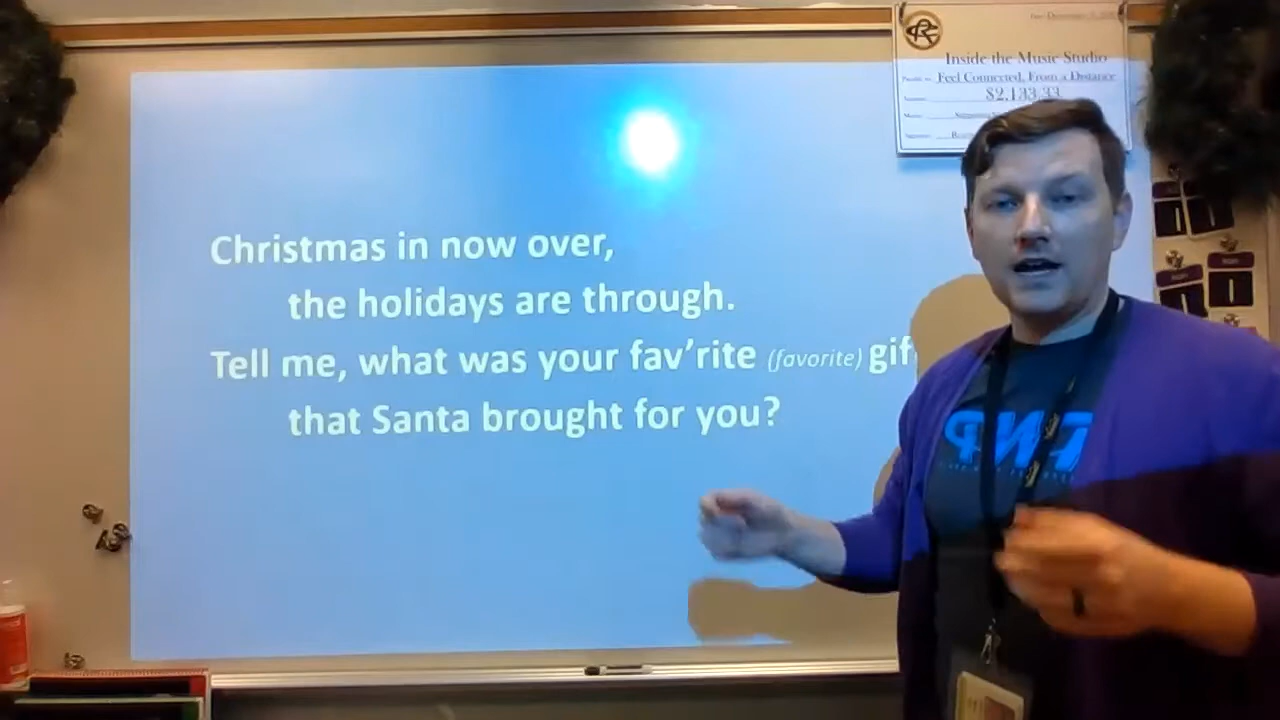 Inside the Music Studio
Feel Connected, From a Distance
$2,133.33
Christmas in now over,
the holidays are through.
Tell me, what was your fav'rite (favorite) gif
that Santa brought for you?